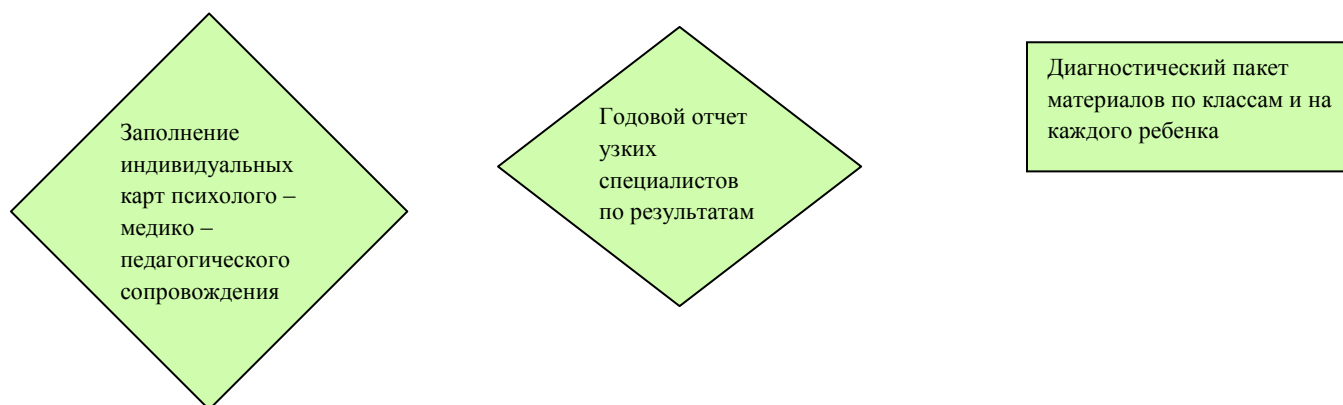 Заполнение
индивидуальных
карт психолого –
медико –
педагогического
сопровождения
Годовой отчет
узких
специалистов
по результатам
Диагностический пакет
материалов по классам и на
каждого ребенка